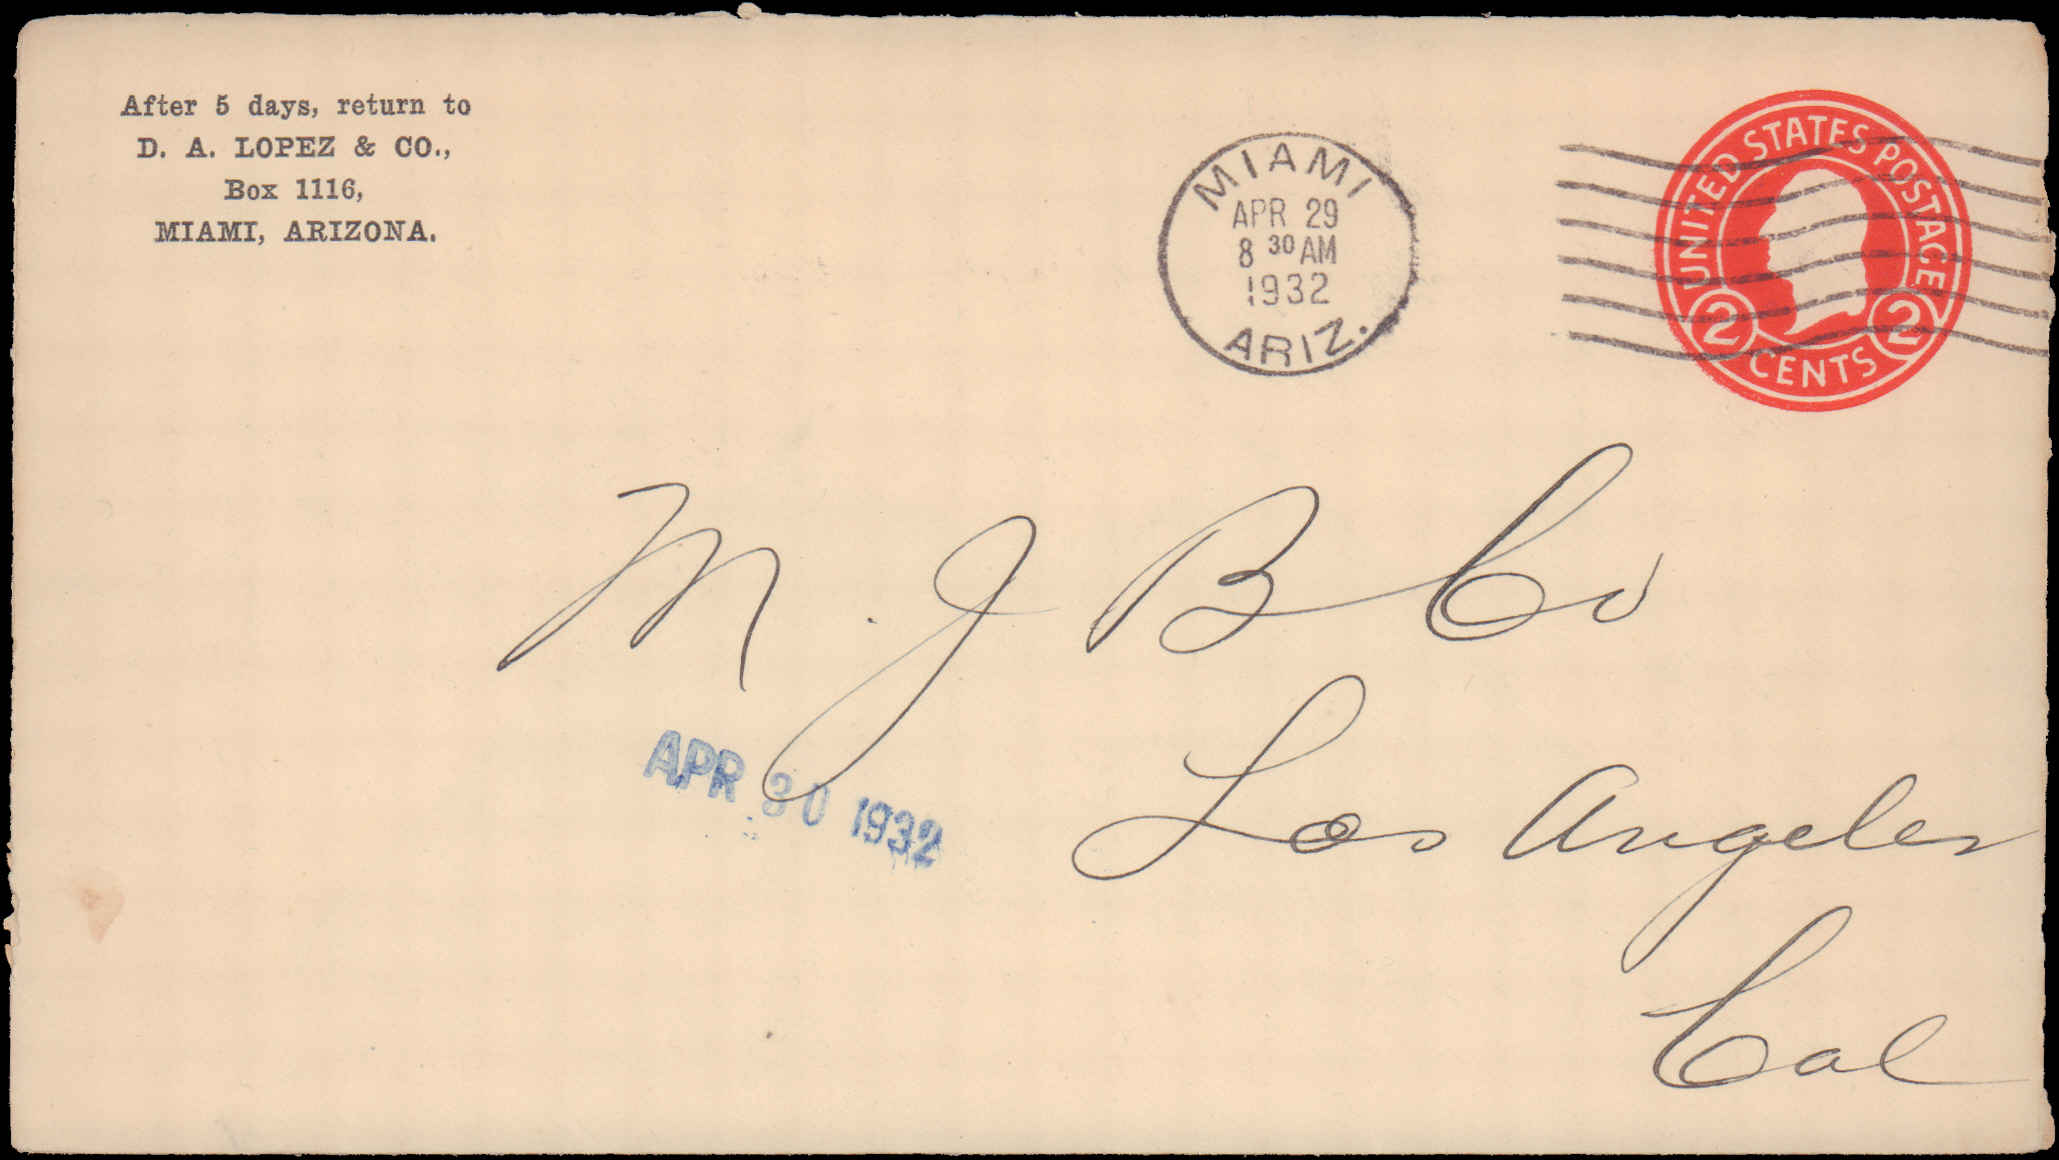 After 5 days, return to
D. A. LOPEZ & CO.,
Box 1116,
MIAMI, ARIZONA.
MIAMI
APR 29
8 30 AM
1932
ARIZ.
UNITED STATES POSTAGE
2 2
CENTS
M. J B Co
APR 30 1932
Los Angeles
Cal